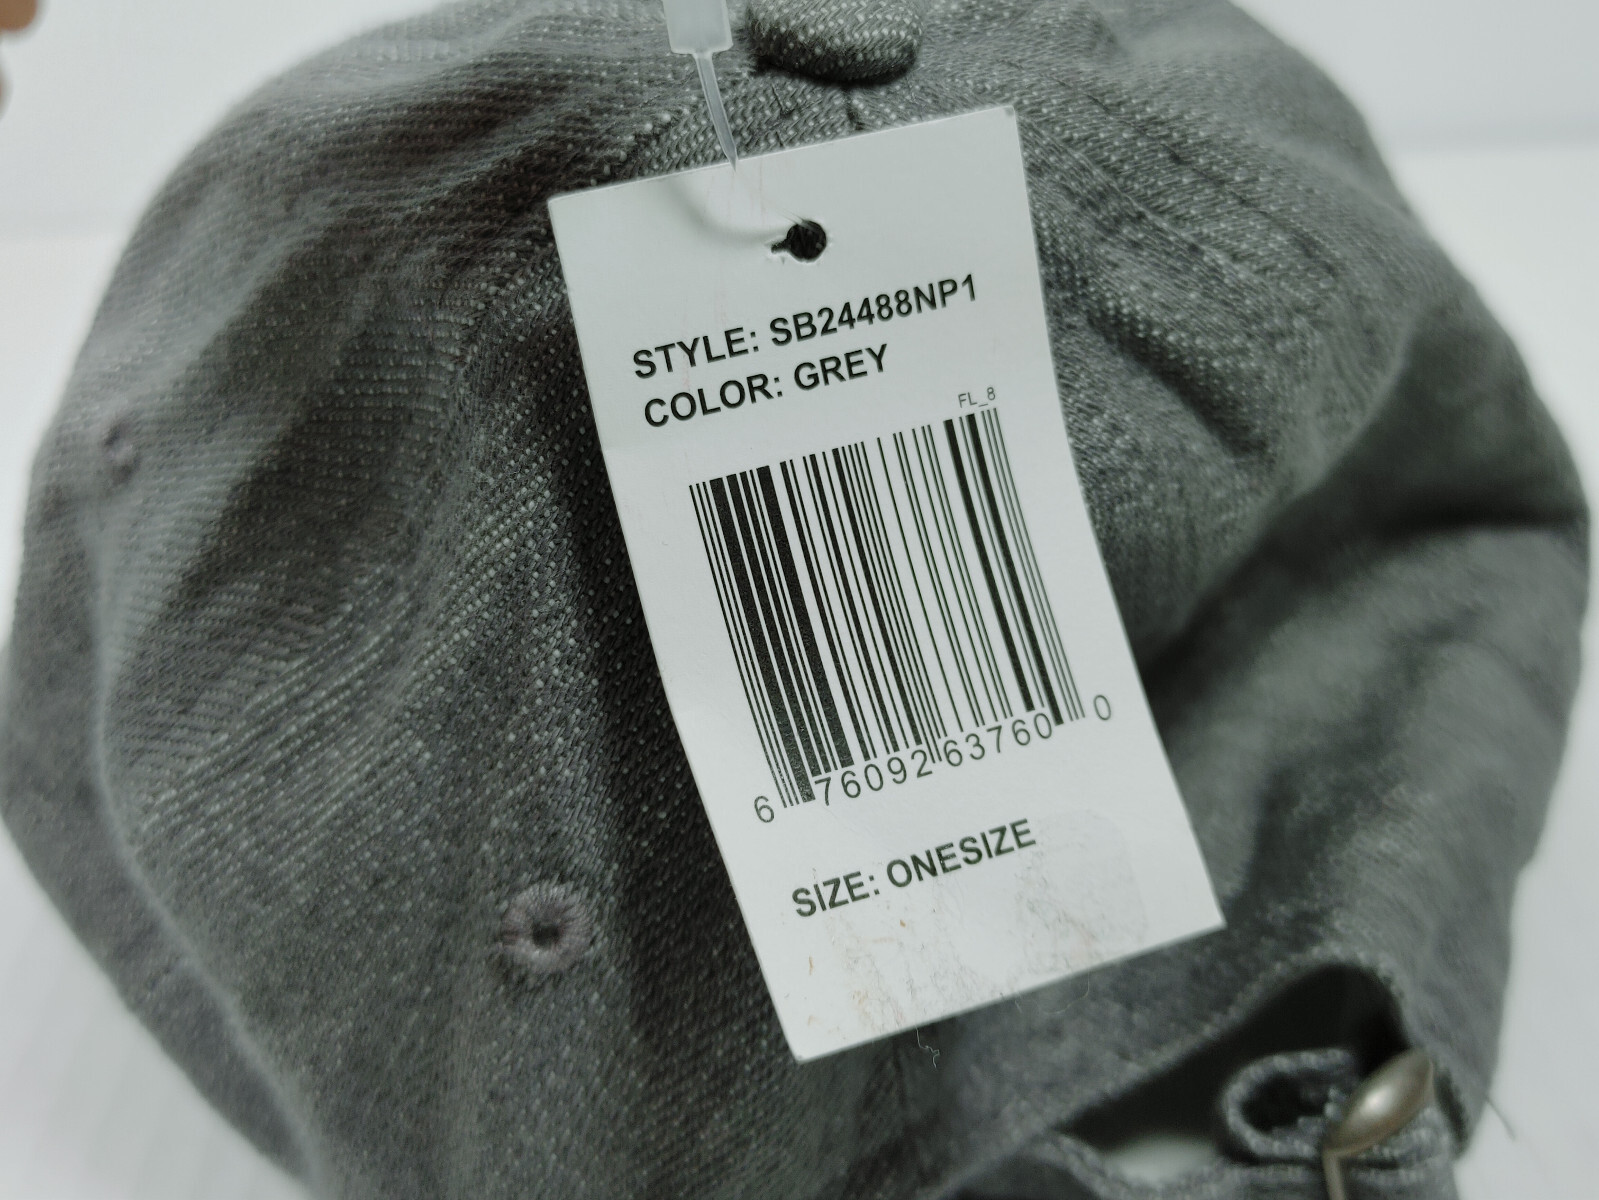 STYLE: SB24488NP1
COLOR: GREY
FL_8
6 76092 63760 0
SIZE: ONESIZE